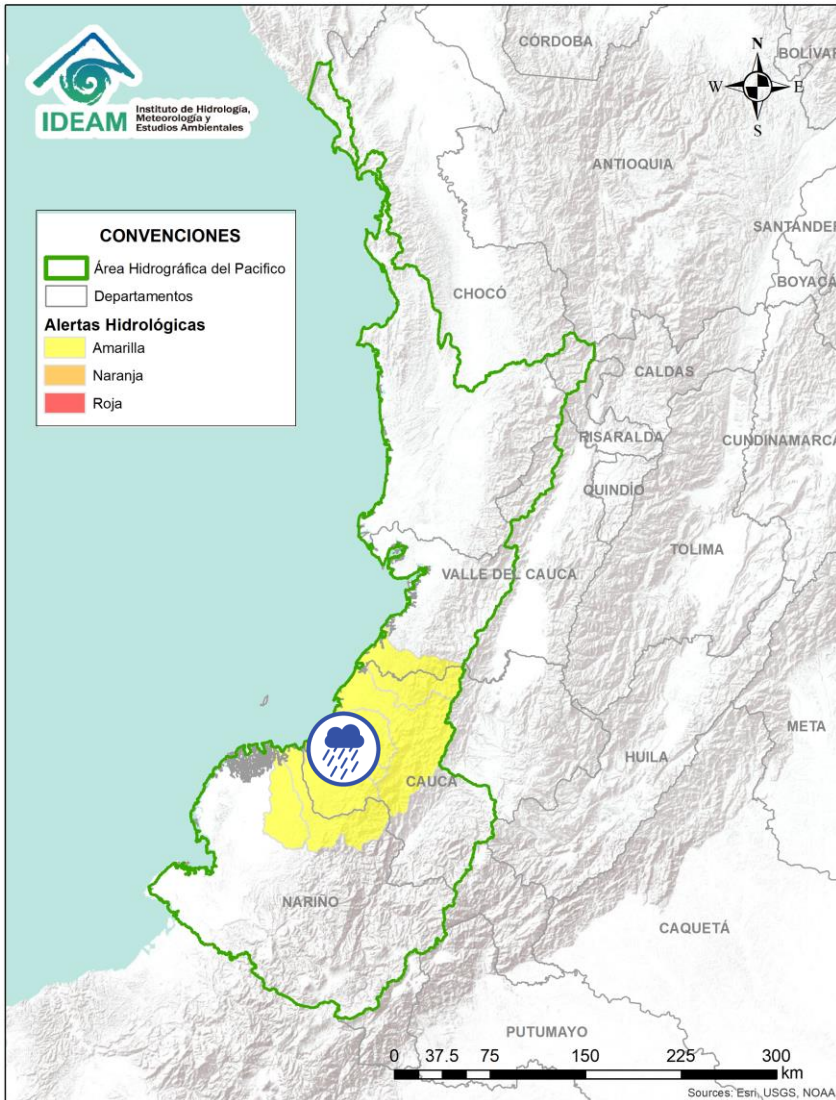 IDEAM
Instituto de Hidrología,
Meteorología y
Estudios Ambientales
CONVENCIONES
Área Hidrográfica del Pacifico
Departamentos
Alertas Hidrológicas
Amarilla
Naranja
Roja
N
W
E
S
CÓRDOBA
BOLÍVAR
ANTIOQUIA
SANTANDER
BOYACÁ
CHOCÓ
CALDAS
RISARALDA
CUNDINAMARCA
QUINDÍO
TOLIMA
VALLE DEL CAUCA
META
HUILA
CAUCA
NARIÑO
CAQUETÁ
PUTUMAYO
0 37.5 75 150 225 300
km
Sources: Esri, USGS, NOAA